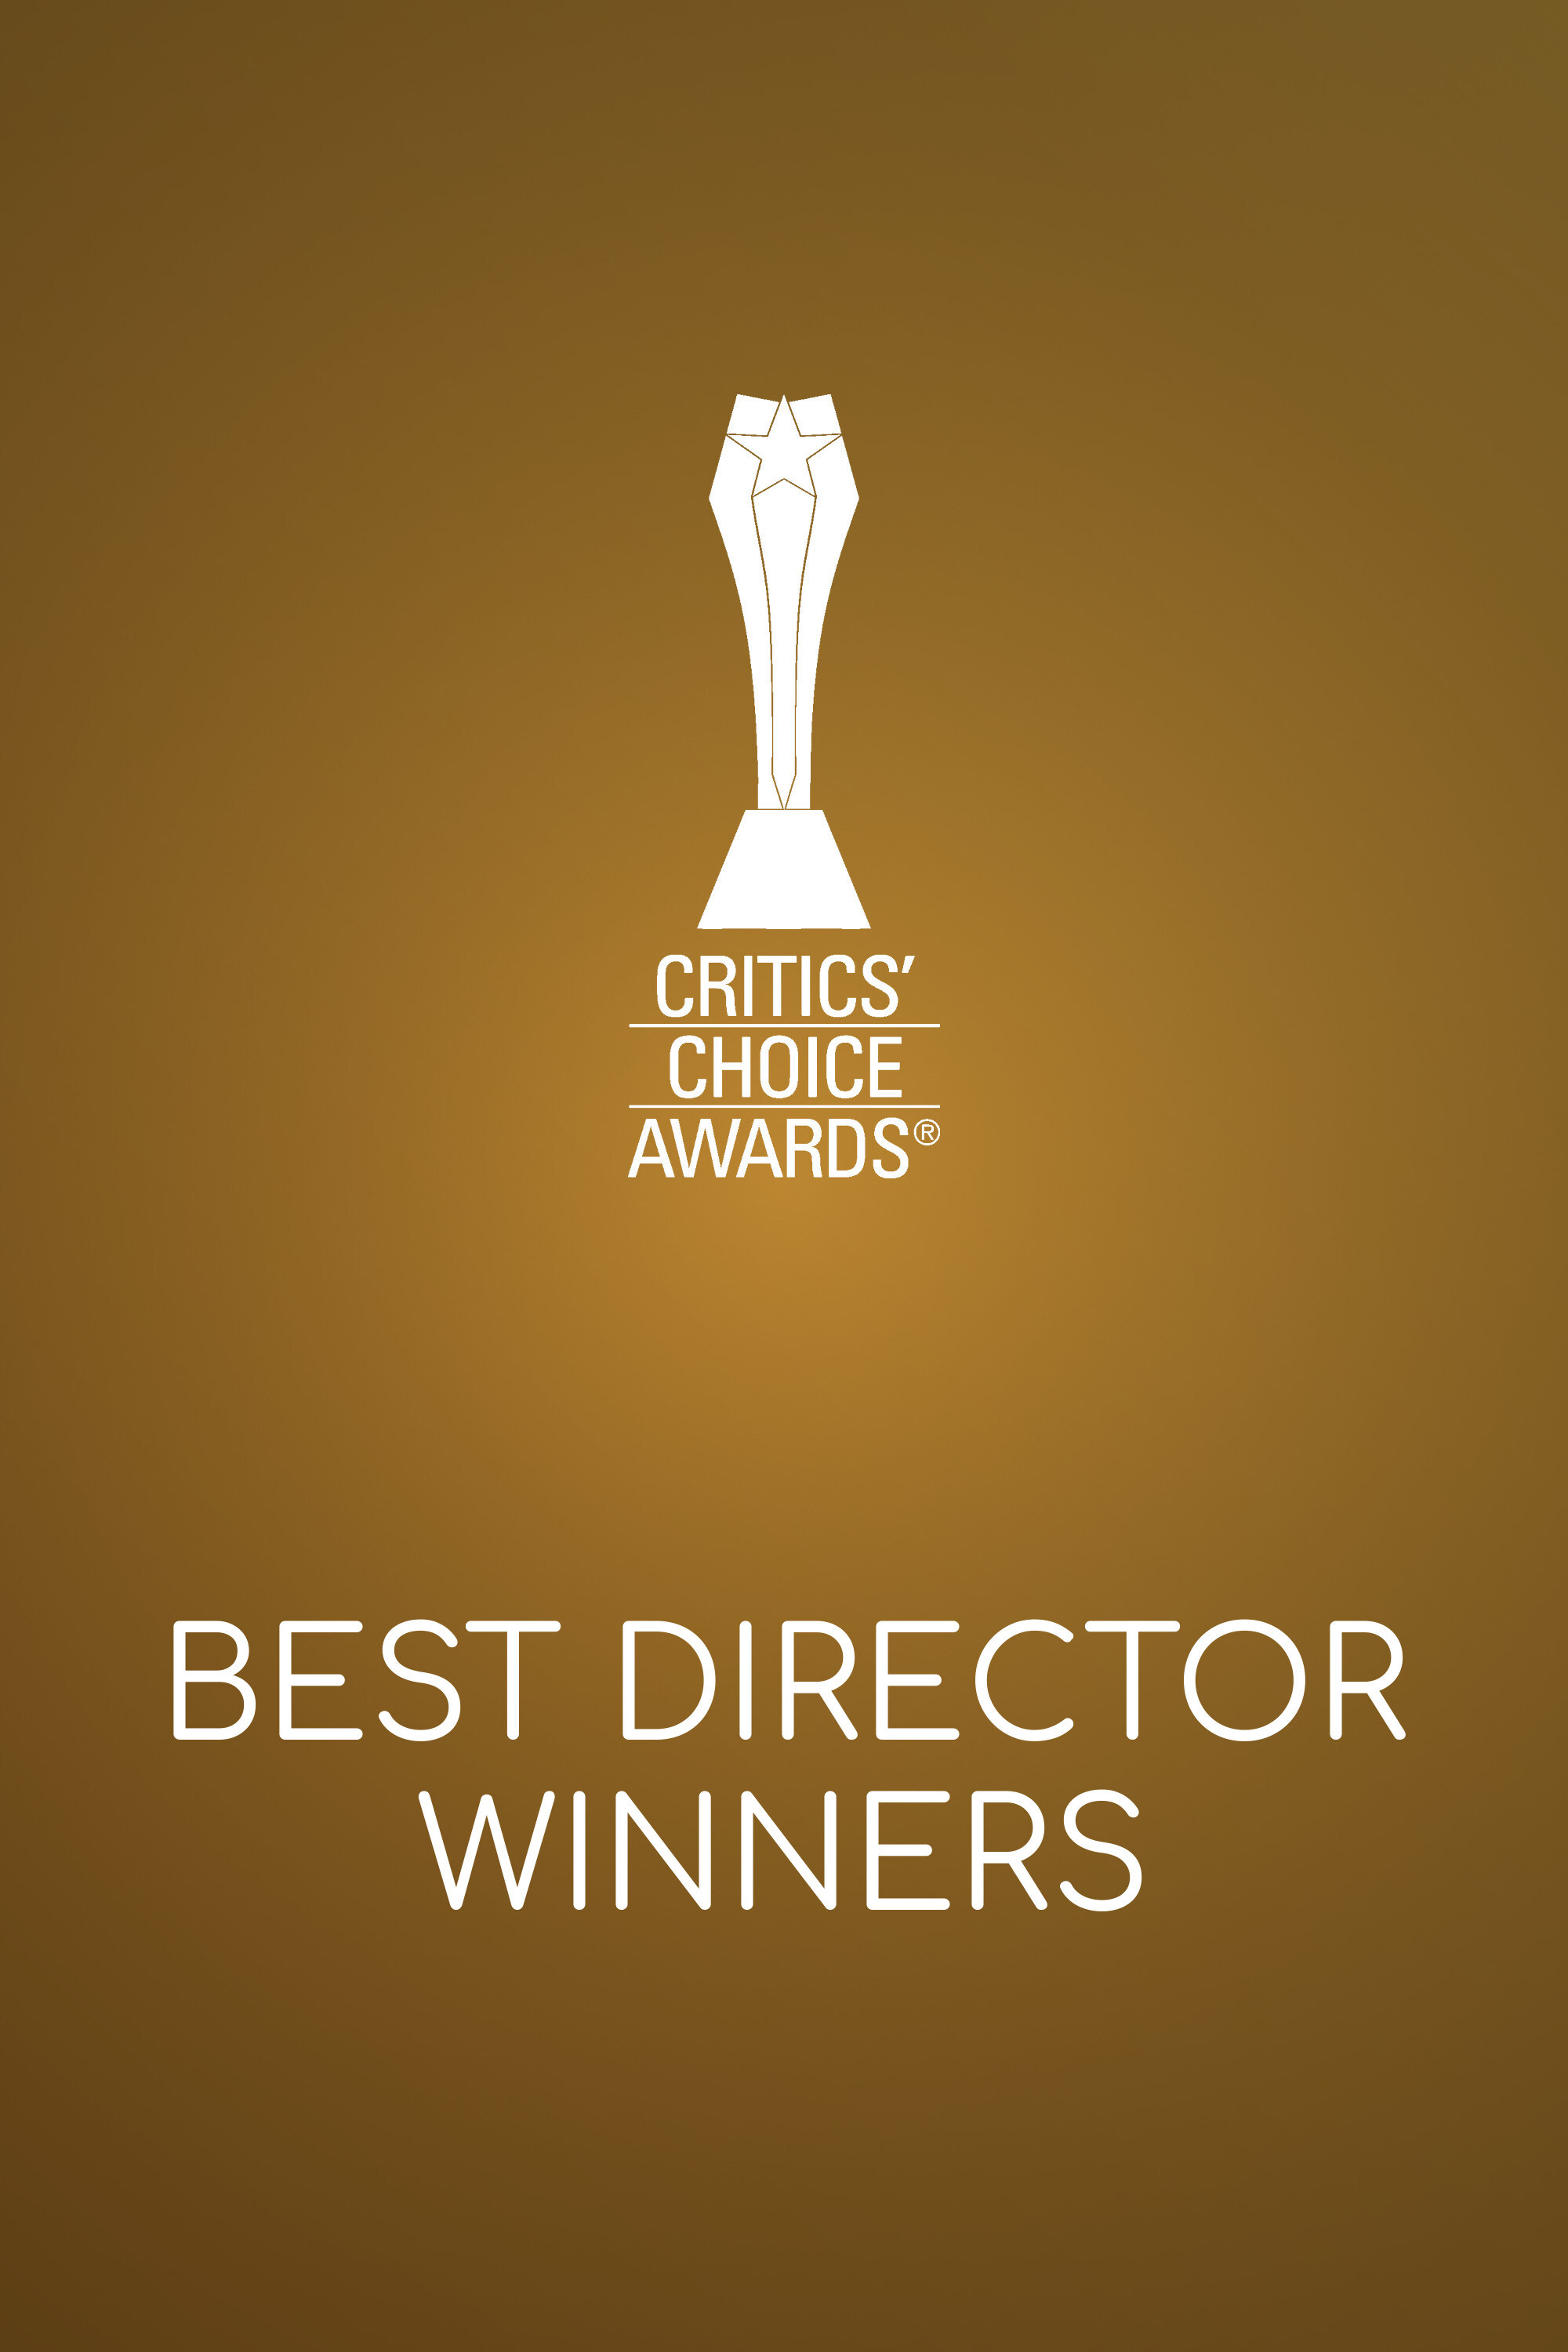 CRITICS'
CHOICE
AWARDS®
BEST DIRECTOR
WINNERS